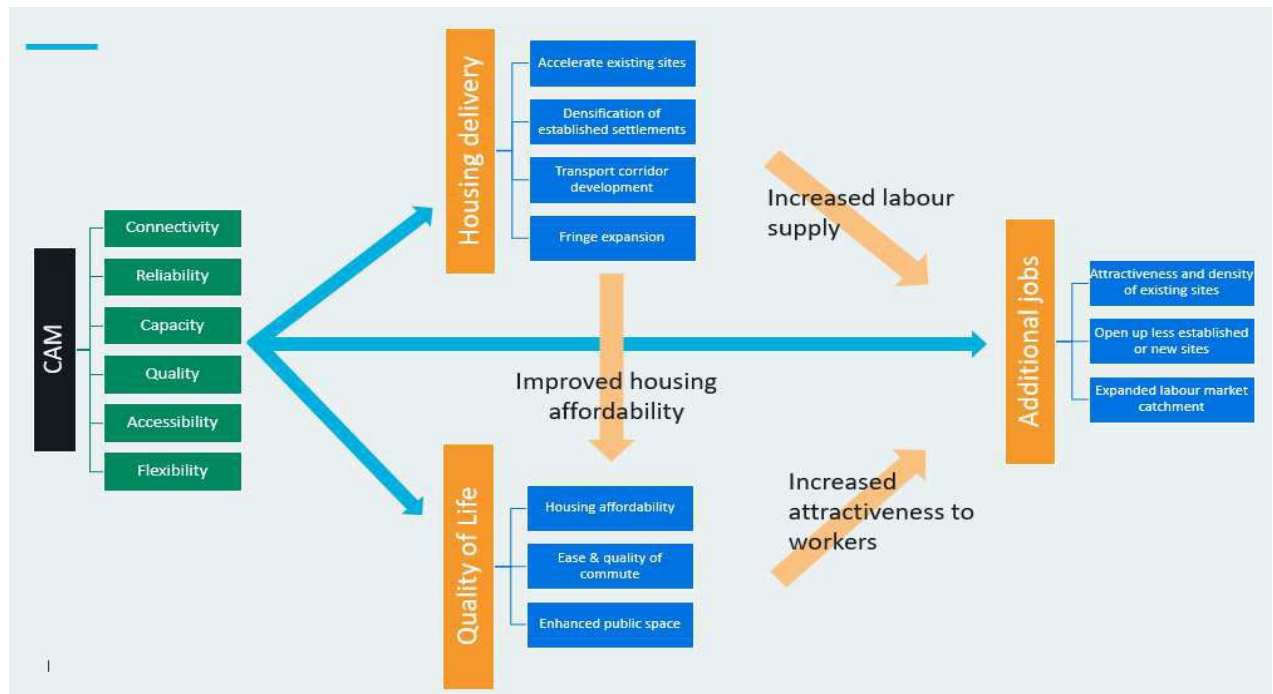 CAM
Connectivity
Reliability
Capacity
Quality
Accessibility
Flexibility
Housing delivery
Accelerate existing sites
Densification of
established settlements
Transport corridor
development
Fringe expansion
Increased labour
supply
Improved housing
affordability
Quality of Life
Housing affordability
Ease & quality of
commute
Enhanced public space
Increased
attractiveness to
workers
Additional jobs
Attractiveness and density
of existing sites
Open up less established
or new sites
Expanded labour market
catchment
|